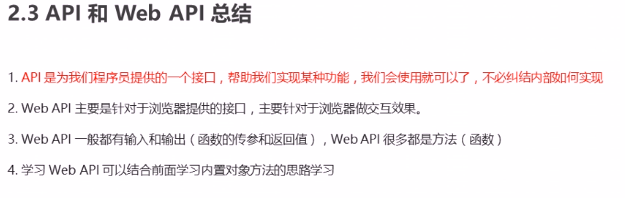 2.3 API 和 Web API 总结
1. API 是为我们程序员提供的一个接口，帮助我们实现某种功能，我们会使用就可以了，不必纠结内部如何实现
2. Web API 主要是针对于浏览器提供的接口，主要针对于浏览器做交互效果。
3. Web API 一般都有输入和输出（函数的传参和返回值），Web API 很多都是方法（函数）
4. 学习 Web API 可以结合前面学习内置对象方法的思路学习